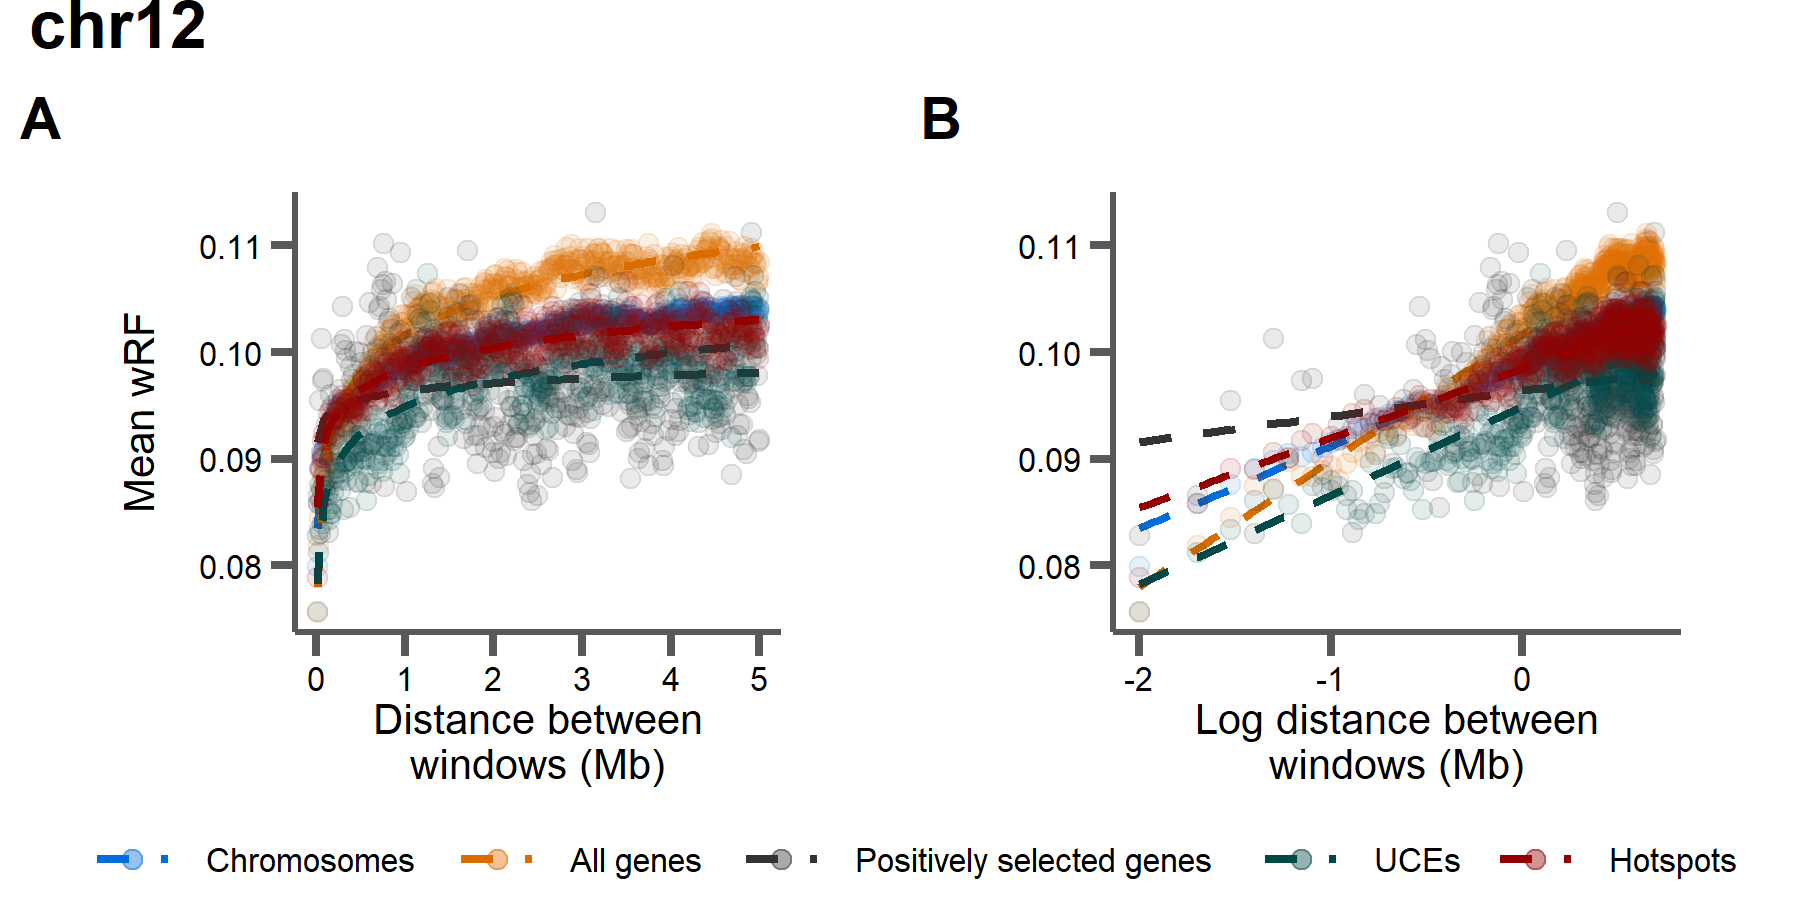 chr12
A
B
Mean wRF
0.11
0.10
0.09
0.08
0 1 2 3 4 5
Distance between
windows (Mb)
0.11
0.10
0.09
0.08
-2 -1 0
Log distance between
windows (Mb)
Chromosomes All genes Positively selected genes UCEs Hotspots